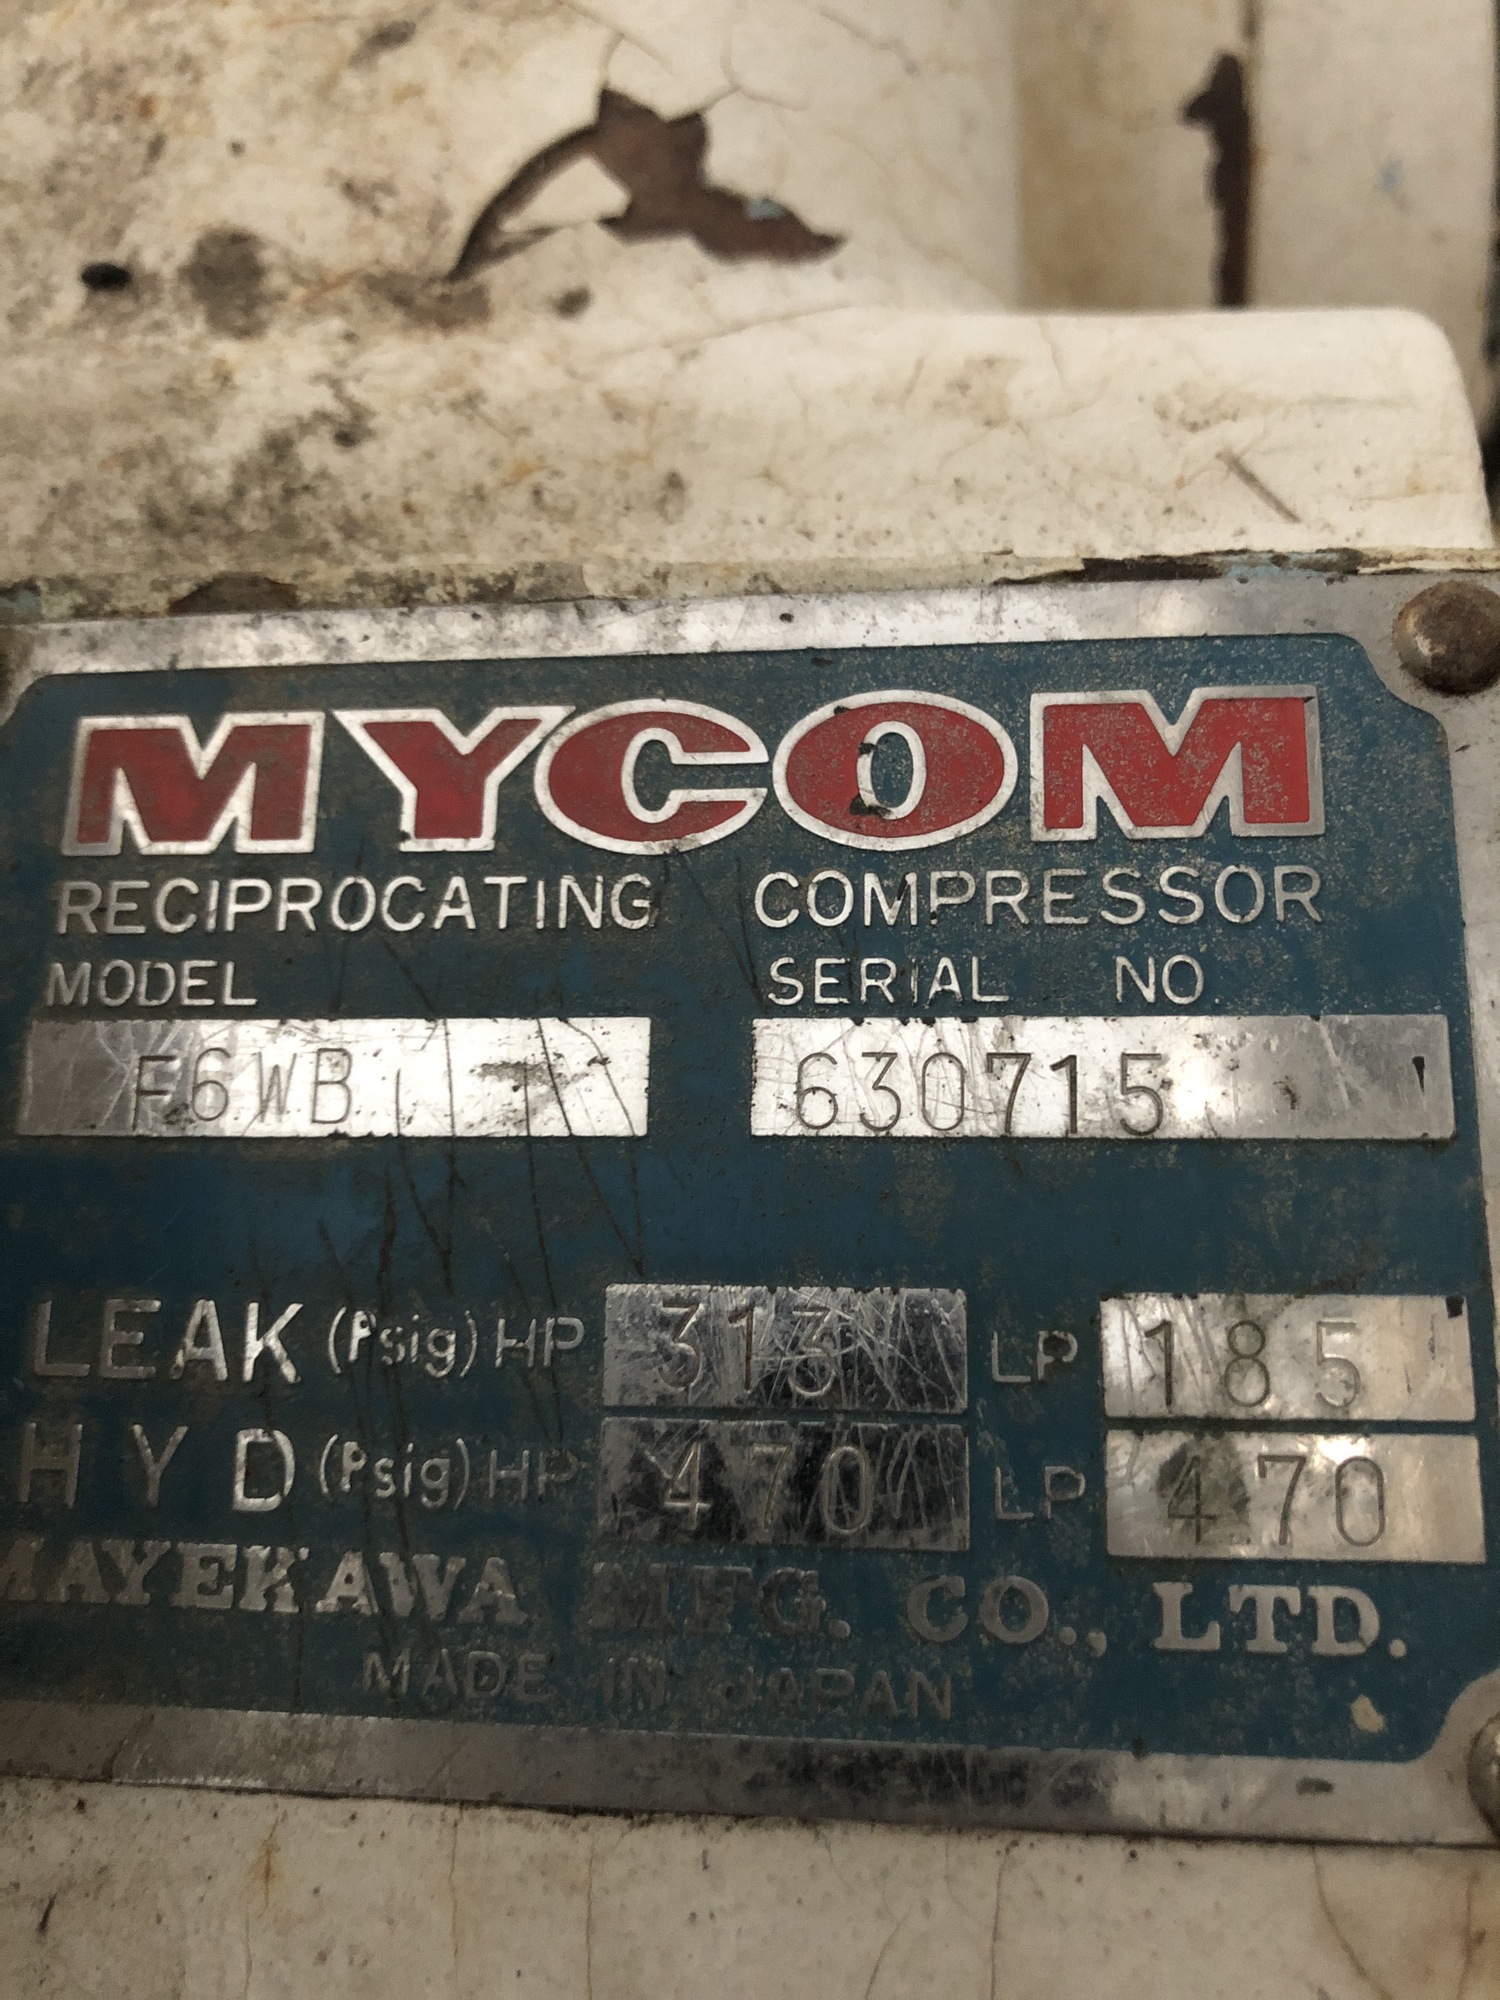 MYCOM
RECIPROCATING COMPRESSOR
MODEL SERIAL NO.
F6WB 630715
LEAK (Psig) HP 313 LP 185
HYD (Psig) HP 470 LP 470
MAYEKAWA MFG. CO., LTD.
MADE IN JAPAN